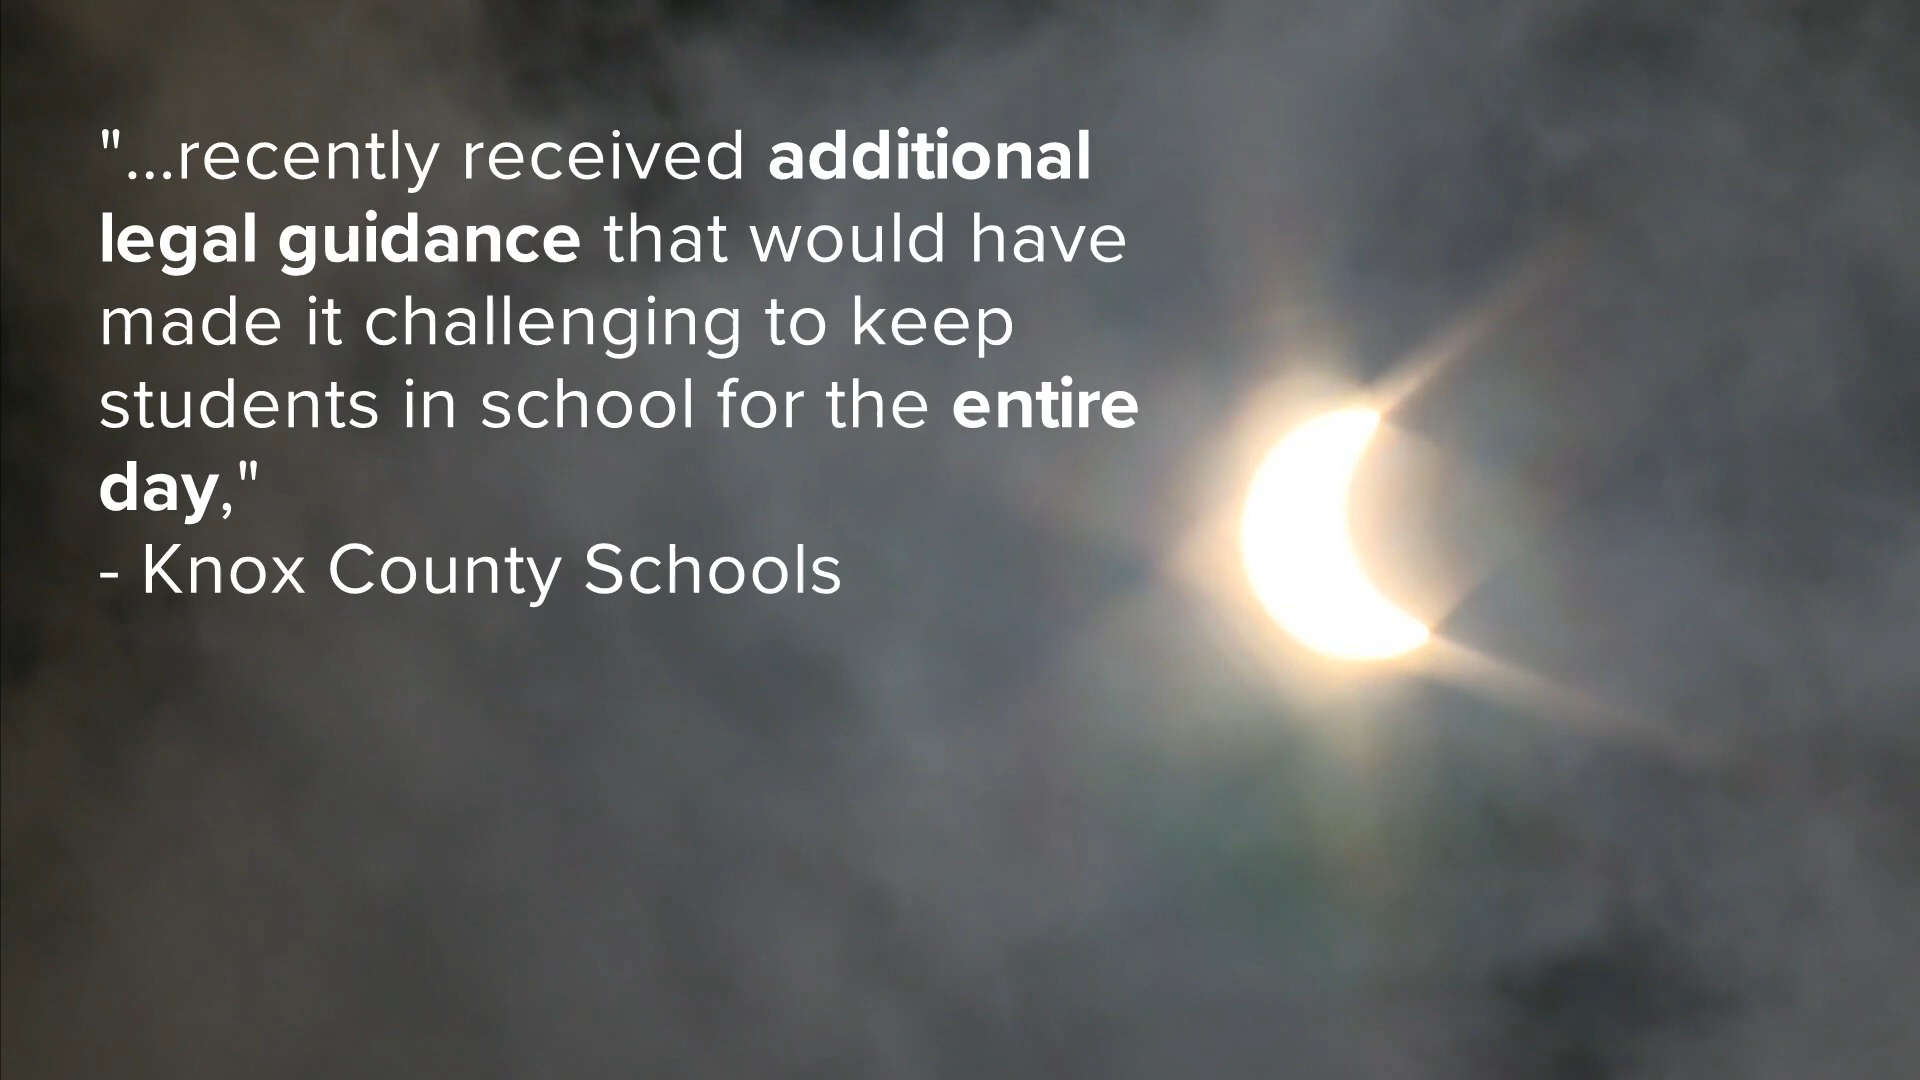 "...recently received additional
legal guidance that would have
made it challenging to keep
students in school for the entire
day,"
- Knox County Schools